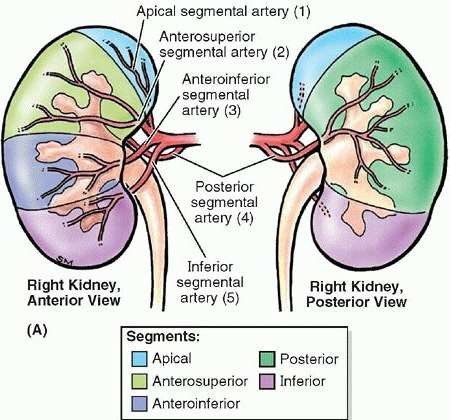 Apical segmental artery (1)
Anterosuperior
segmental artery (2)
Anteroinferior
segmental
artery (3)
Posterior
segmental
artery (4)
Inferior
segmental
artery (5)
SM
Right Kidney,
Anterior View
Right Kidney,
Posterior View
(A)
Segments:
Apical
Anterosuperior
Anteroinferior
Posterior
Inferior